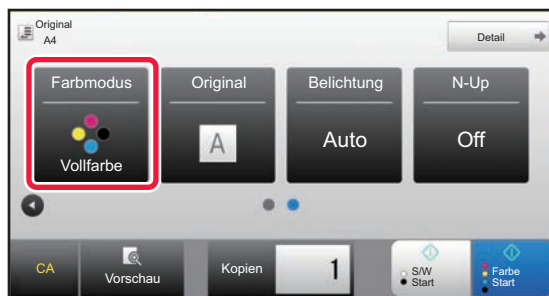 Original
A4
Detail
Farbmodus
Vollfarbe
Original
A
Belichtung
Auto
N-Up
Off
CA
Vorschau
Kopien
1
S/W
Start
Farbe
Start